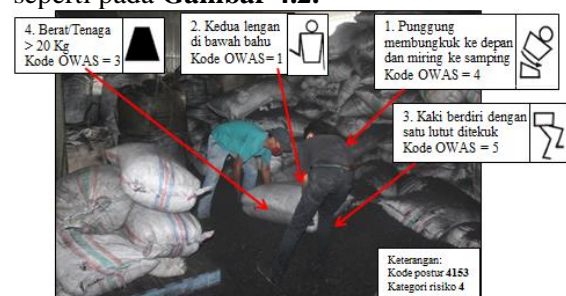 seperti pada Gambar 4.2.
4. Berat/Tenaga
> 20 Kg
Kode OWAS = 3
2. Kedua lengan
di bawah bahu
Kode OWAS= 1
1. Punggung
membungkuk ke depan
dan miring ke samping
Kode OWAS = 4
3. Kaki berdiri dengan
satu lutut ditekuk
Kode OWAS = 5
Keterangan:
Kode postur 4153
Kategori risiko 4